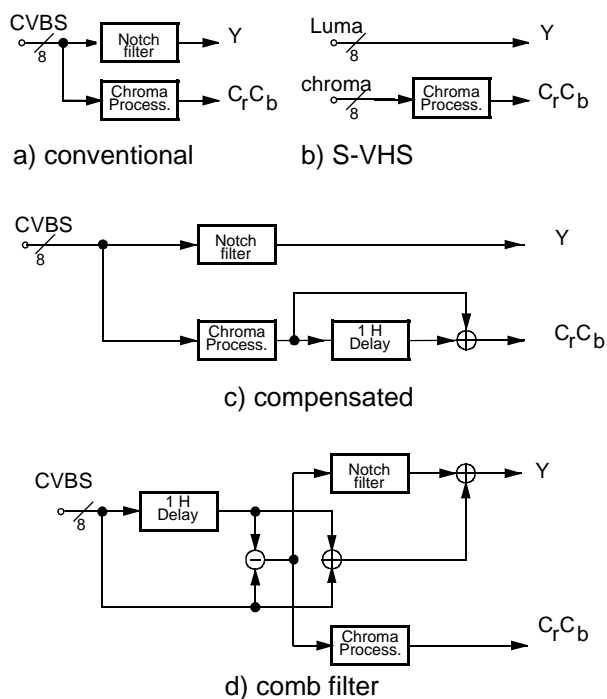 CVBS
8
Notch
filter
Y
Chroma
Process.
CrCb
a) conventional
Luma
8
Y
chroma
8
Chroma
Process.
CrCb
b) S-VHS
CVBS
8
Notch
filter
Y
Chroma
Process.
1 H
Delay
CrCb
c) compensated
CVBS
8
1 H
Delay
Notch
filter
Y
Chroma
Process.
CrCb
d) comb filter